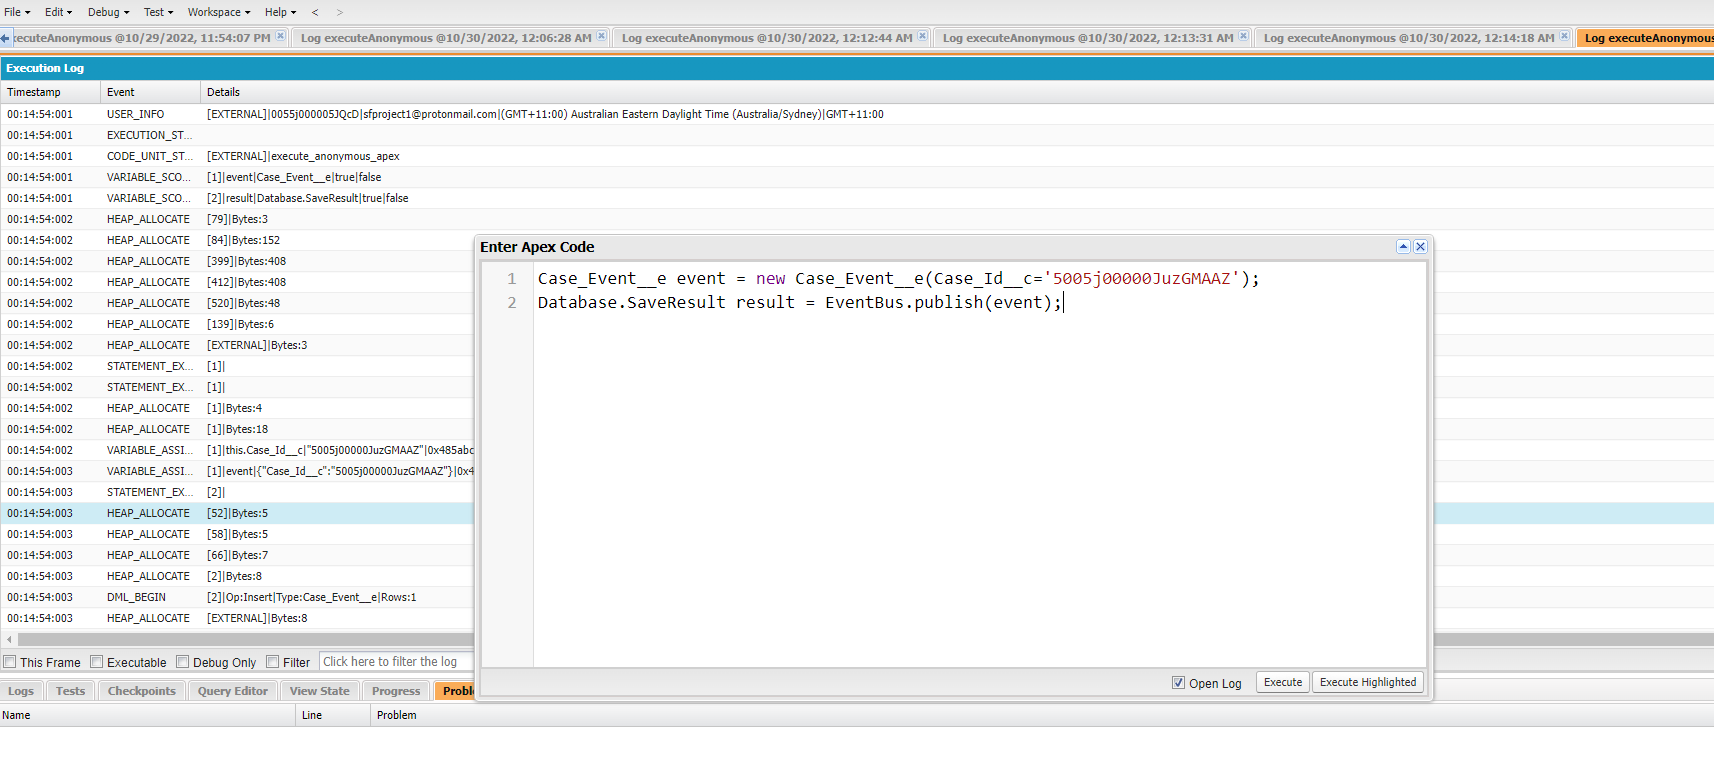 File Edit Debug Test Workspace Help < >
ecuteAnonymous @10/29/2022, 11:54:07 PM Log executeAnonymous @10/30/2022, 12:06:28 AM Log executeAnonymous @10/30/2022, 12:12:44 AM Log executeAnonymous @10/30/2022, 12:13:31 AM Log executeAnonymous @10/30/2022, 12:14:18 AM Log executeAnonymous
Execution Log
Timestamp Event Details
00:14:54:001 USER_INFO [EXTERNAL]|0055j000005JQcD|sfproject1@protonmail.com|(GMT+11:00) Australian Eastern Daylight Time (Australia/Sydney)|GMT+11:00
00:14:54:001 EXECUTION_ST...
00:14:54:001 CODE_UNIT_ST... [EXTERNAL]|execute_anonymous_apex
00:14:54:001 VARIABLE_SCO... [1]|event|Case_Event__e|true|false
00:14:54:001 VARIABLE_SCO... [2]|result|Database.SaveResult|true|false
00:14:54:002 HEAP_ALLOCATE [79]|Bytes:3
00:14:54:002 HEAP_ALLOCATE [84]|Bytes:152
00:14:54:002 HEAP_ALLOCATE [399]|Bytes:408
00:14:54:002 HEAP_ALLOCATE [412]|Bytes:408
00:14:54:002 HEAP_ALLOCATE [520]|Bytes:48
00:14:54:002 HEAP_ALLOCATE [139]|Bytes:6
00:14:54:002 HEAP_ALLOCATE [EXTERNAL]|Bytes:3
00:14:54:002 STATEMENT_EX... [1]|
00:14:54:002 STATEMENT_EX... [1]|
00:14:54:002 HEAP_ALLOCATE [1]|Bytes:4
00:14:54:002 HEAP_ALLOCATE [1]|Bytes:18
00:14:54:002 VARIABLE_ASSI... [1]|this.Case_Id__c|"5005j00000JuzGMAAZ"|0x485abc
00:14:54:003 VARIABLE_ASSI... [1]|event|{"Case_Id__c":"5005j00000JuzGMAAZ"}|0x4
00:14:54:003 STATEMENT_EX... [2]|
00:14:54:003 HEAP_ALLOCATE [52]|Bytes:5
00:14:54:003 HEAP_ALLOCATE [58]|Bytes:5
00:14:54:003 HEAP_ALLOCATE [66]|Bytes:7
00:14:54:003 HEAP_ALLOCATE [2]|Bytes:8
00:14:54:003 DML_BEGIN [2]|Op:Insert|Type:Case_Event__e|Rows:1
00:14:54:003 HEAP_ALLOCATE [EXTERNAL]|Bytes:8
Enter Apex Code
1 Case_Event__e event = new Case_Event__e(Case_Id__c='5005j00000JuzGMAAZ');
2 Database.SaveResult result = EventBus.publish(event);
Open Log Execute Execute Highlighted
This Frame Executable Debug Only Filter Click here to filter the log
Logs Tests Checkpoints Query Editor View State Progress Proble
Name Line Problem